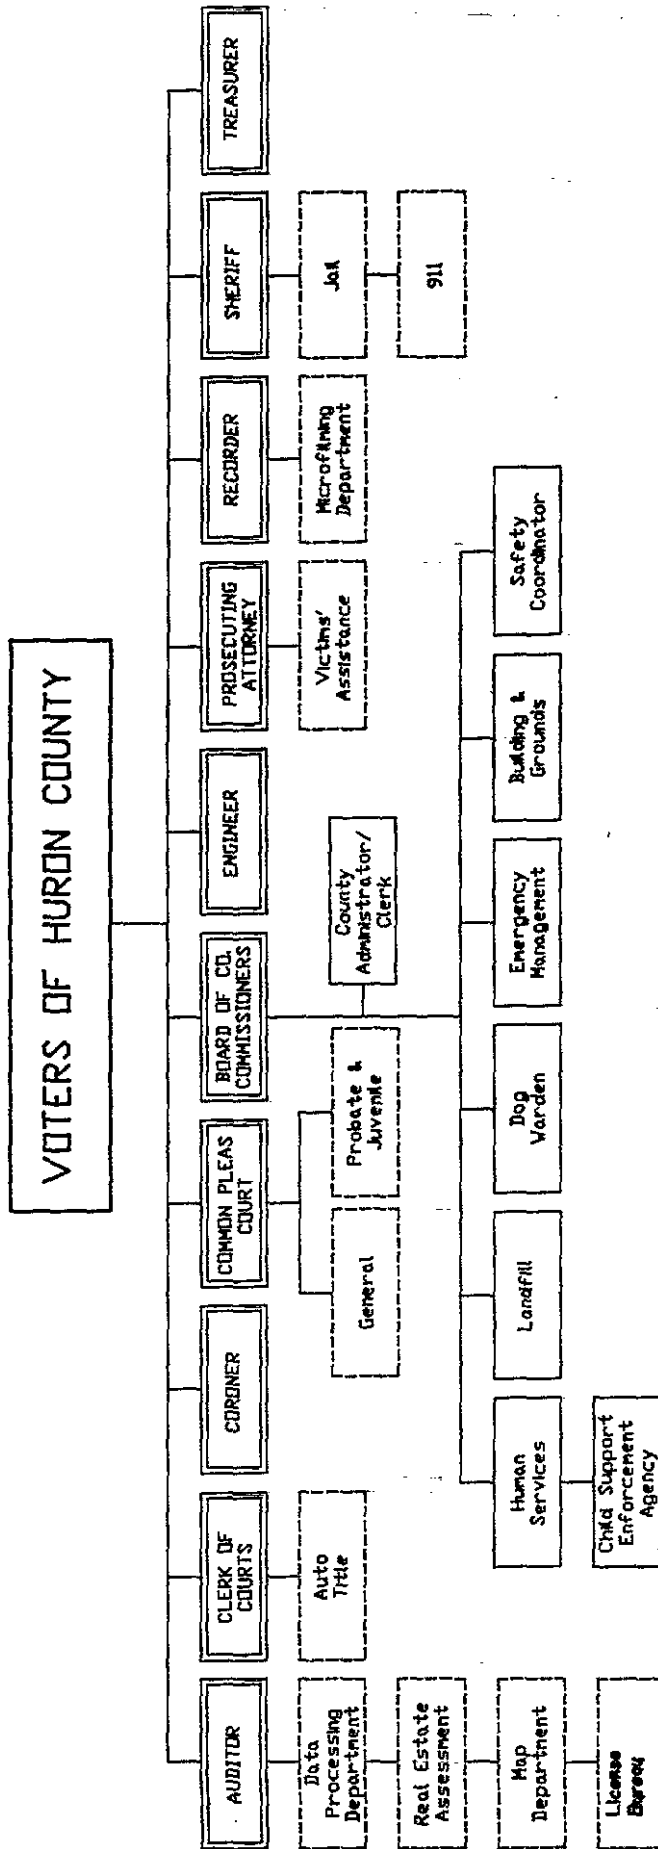 VOTERS OF HURON COUNTY
AUDITOR
CLERK OF
COURTS
CORONER
COMMON PLEAS
COURT
BOARD OF CO.
COMMISSIONERS
ENGINEER
PROSECUTING
ATTORNEY
RECORDER
SHERIFF
TREASURER
Data
Processing
Department
Auto
Title
General
Probate &
Juvenile
County
Administrator/
Clerk
Victims'
Assistance
Microfilming
Department
Jail
Real Estate
Assessment
911
Map
Department
Human
Services
Landfill
Dog
Warden
Emergency
Management
Building &
Grounds
Safety
Coordinator
License
Bureau
Child Support
Enforcement
Agency